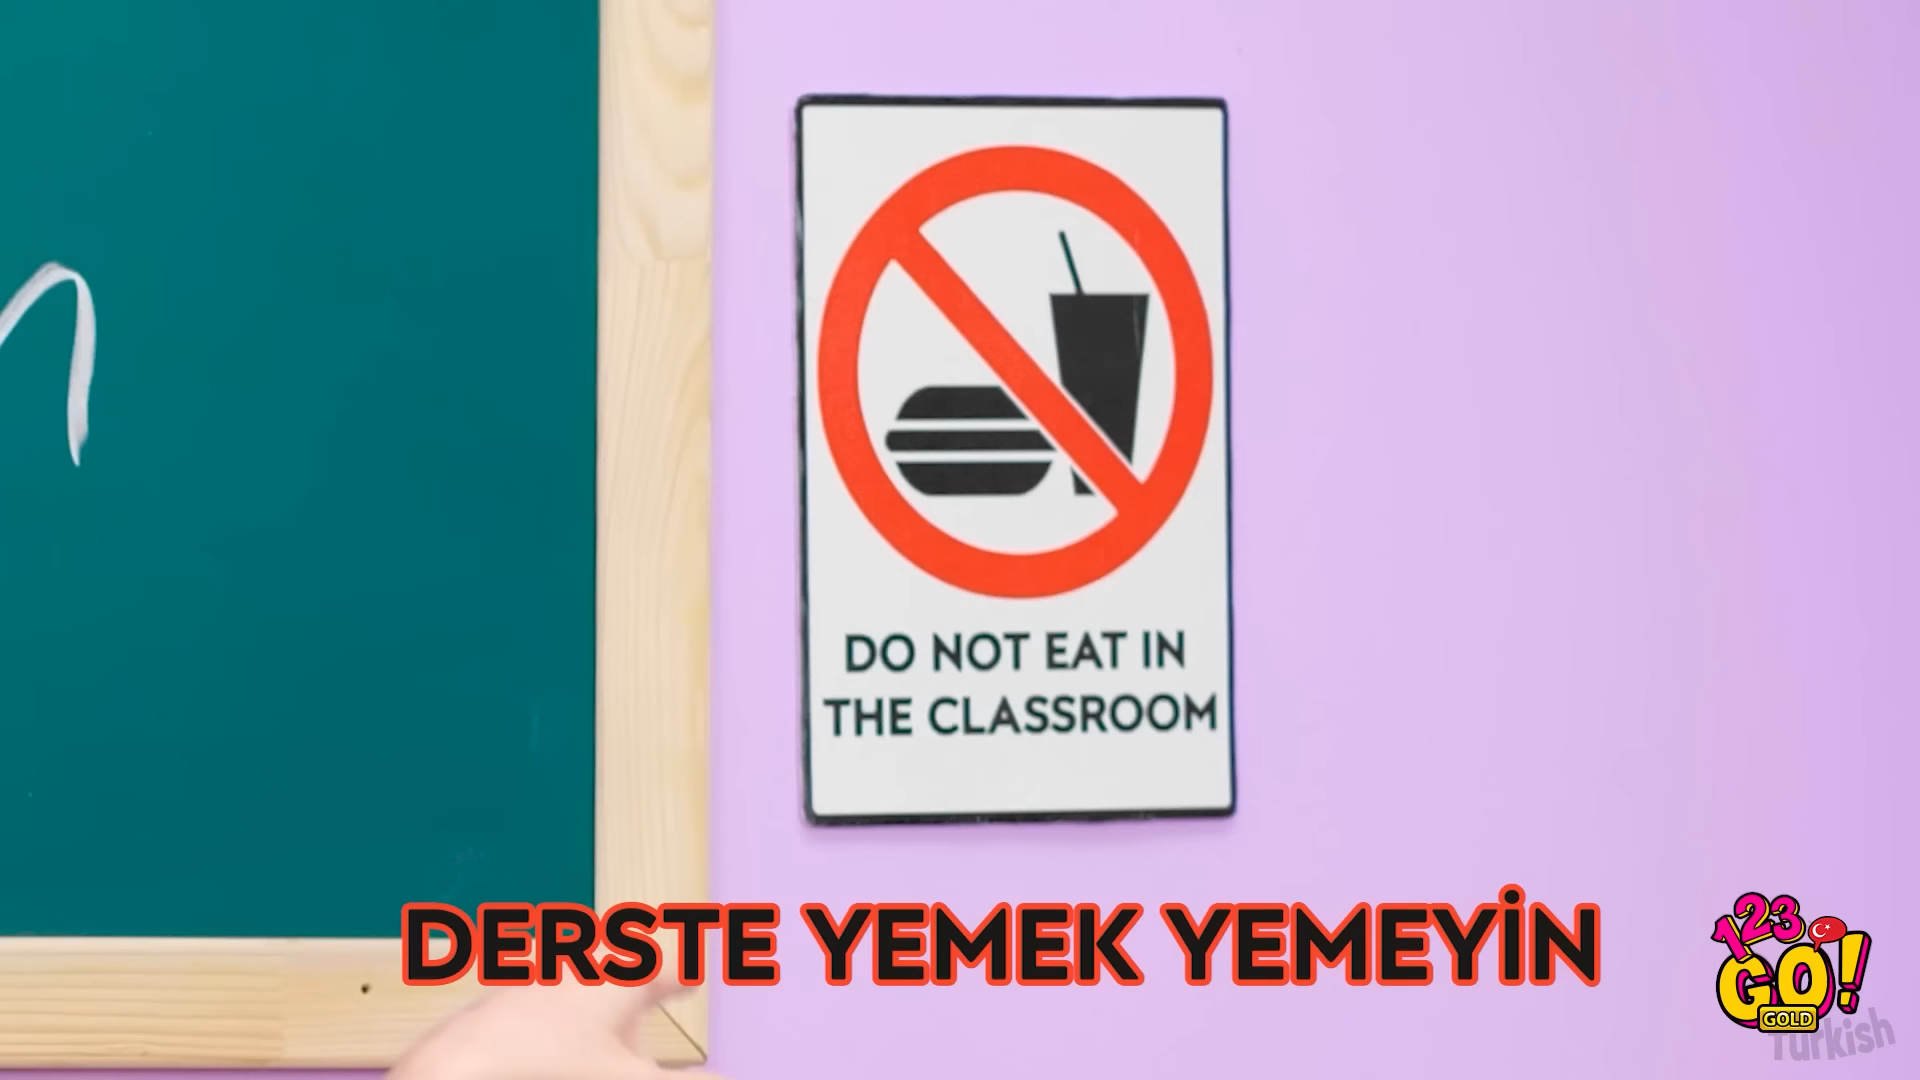 n
DO NOT EAT IN
THE CLASSROOM
DERSTE YEMEK YEMEYİN
123
GO!
GOLD
Turkish